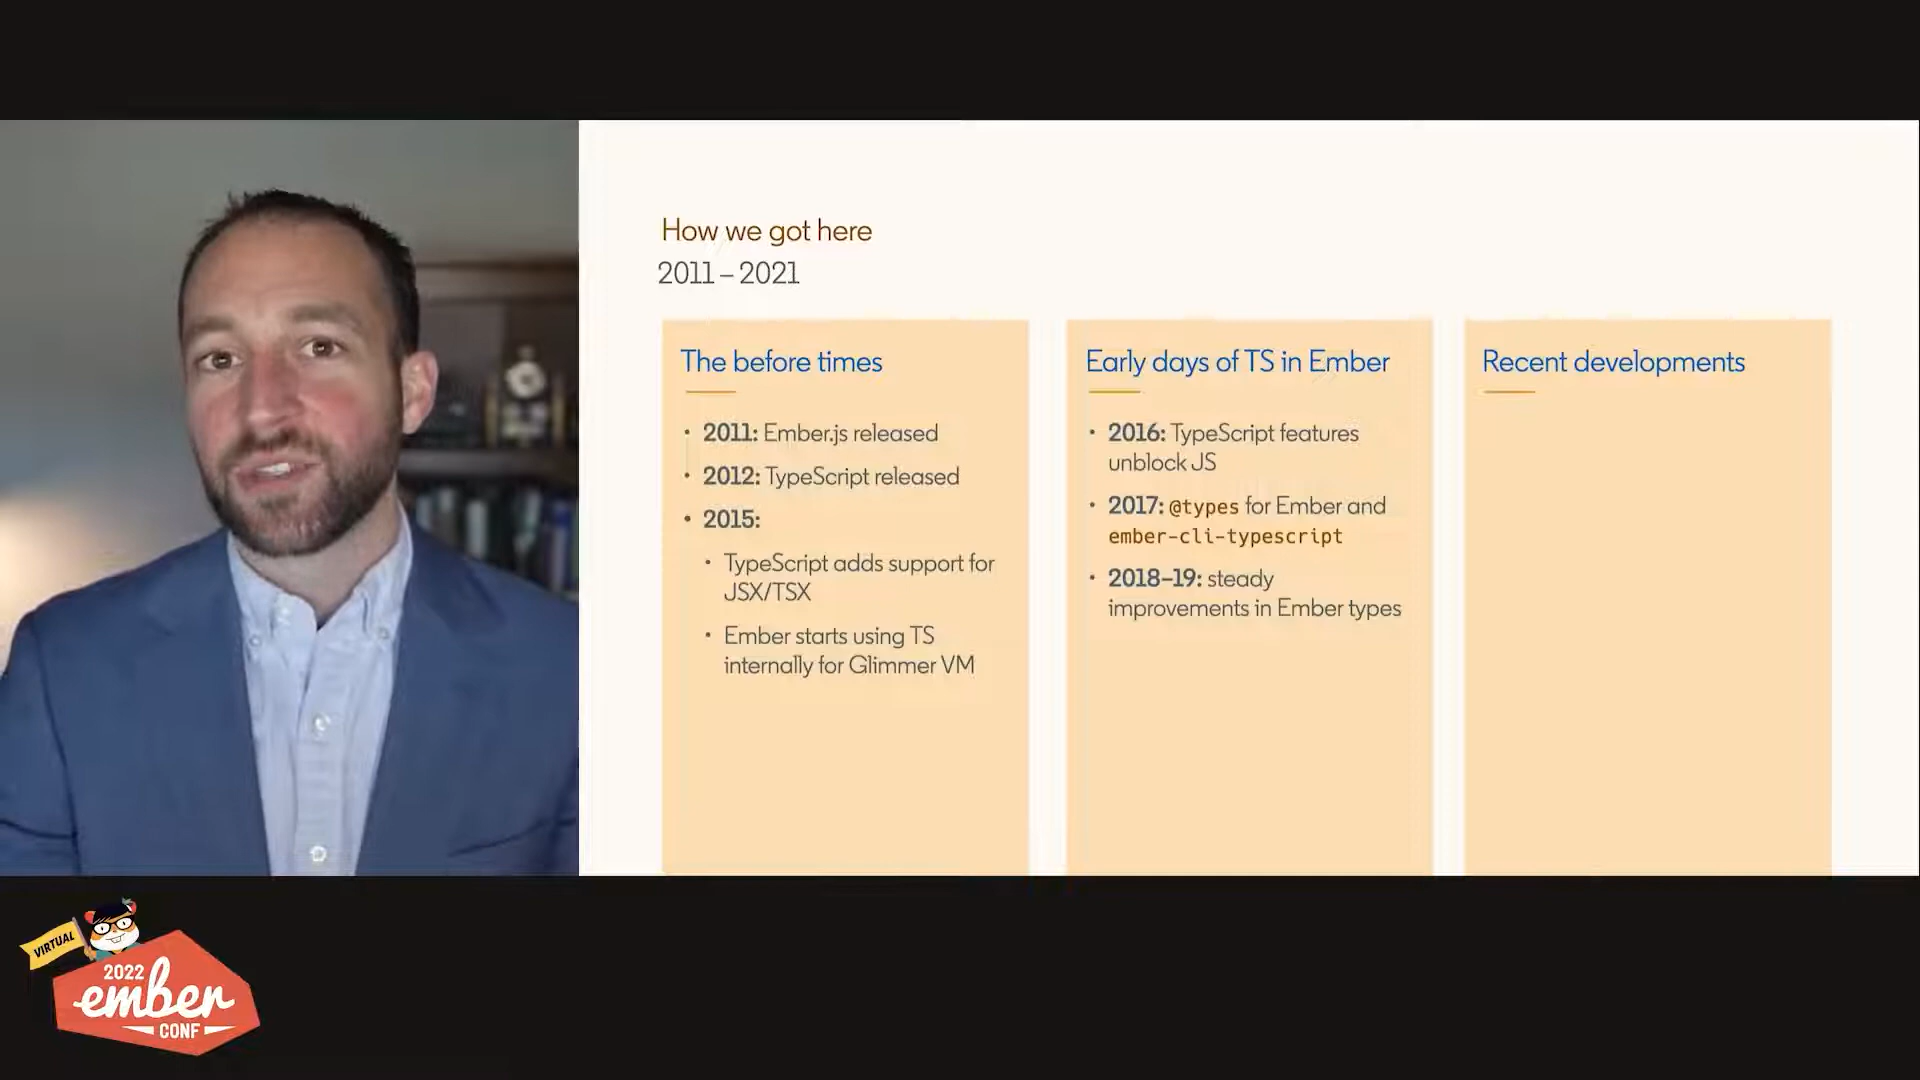 How we got here
2011 – 2021
The before times
• 2011: Ember.js released
• 2012: TypeScript released
• 2015:
• TypeScript adds support for
JSX/TSX
• Ember starts using TS
internally for Glimmer VM
Early days of TS in Ember
• 2016: TypeScript features
unblock JS
• 2017: @types for Ember and
ember-cli-typescript
• 2018–19: steady
improvements in Ember types
Recent developments
VIRTUAL
2022
ember
CONF